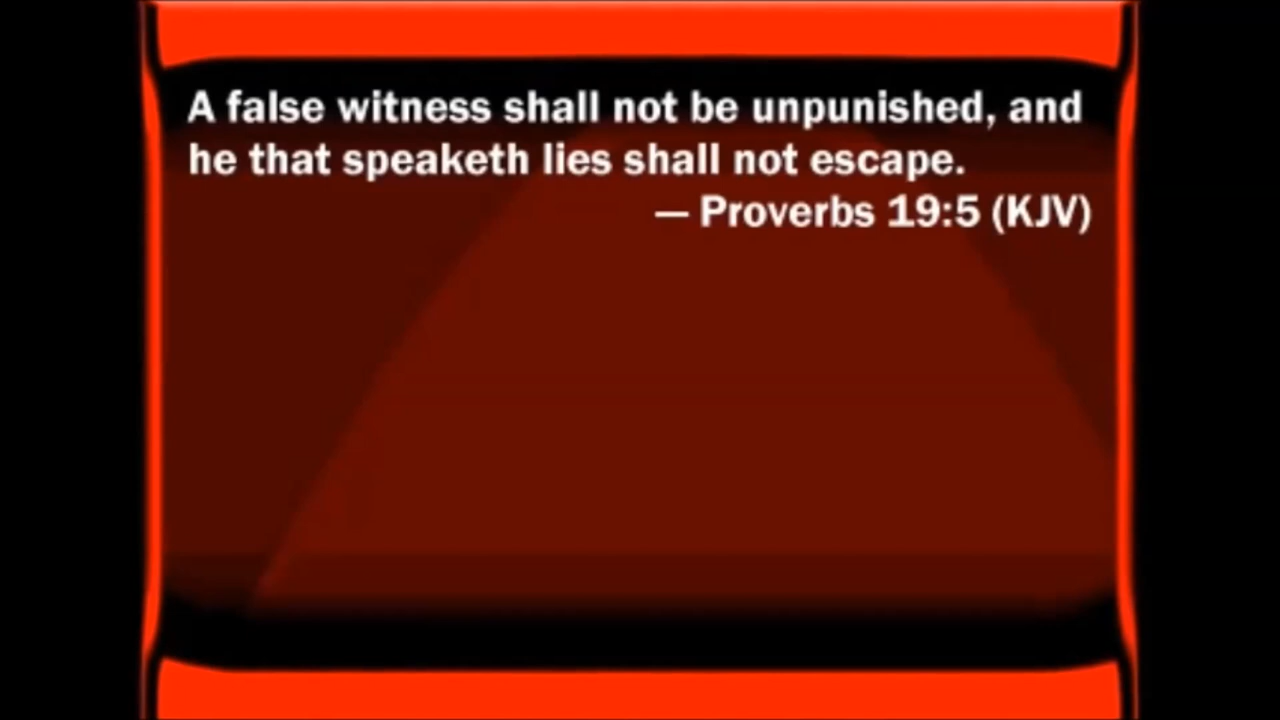 A false witness shall not be unpunished, and
he that speaketh lies shall not escape.
— Proverbs 19:5 (KJV)